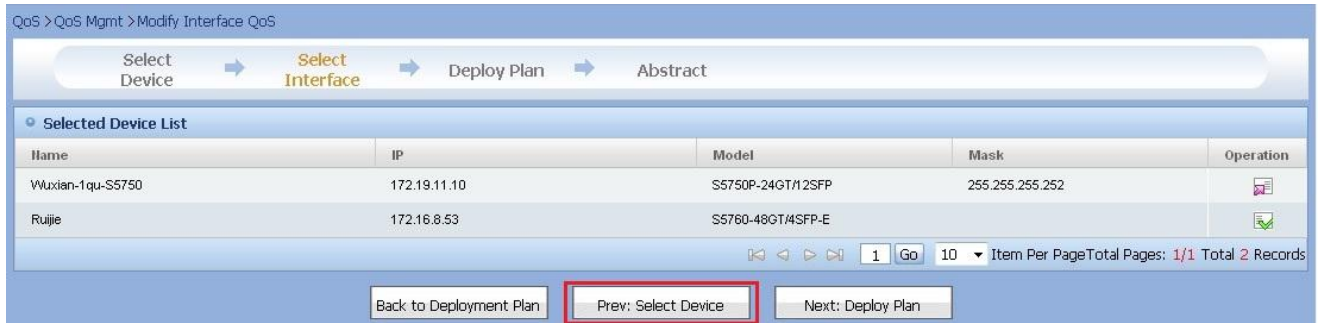 QoS >QoS Mgmt >Modify Interface QoS
Select Device
Select Interface
Deploy Plan
Abstract
Selected Device List
Name IP Model Mask Operation
Wuxian-1qu-S5750 172.19.11.10 S5750P-24GT/12SFP 255.255.255.252
Ruijie 172.16.8.53 S5760-48GT/4SFP-E
1 Go 10 Item Per PageTotal Pages: 1/1 Total 2 Records
Back to Deployment Plan Prev: Select Device Next: Deploy Plan